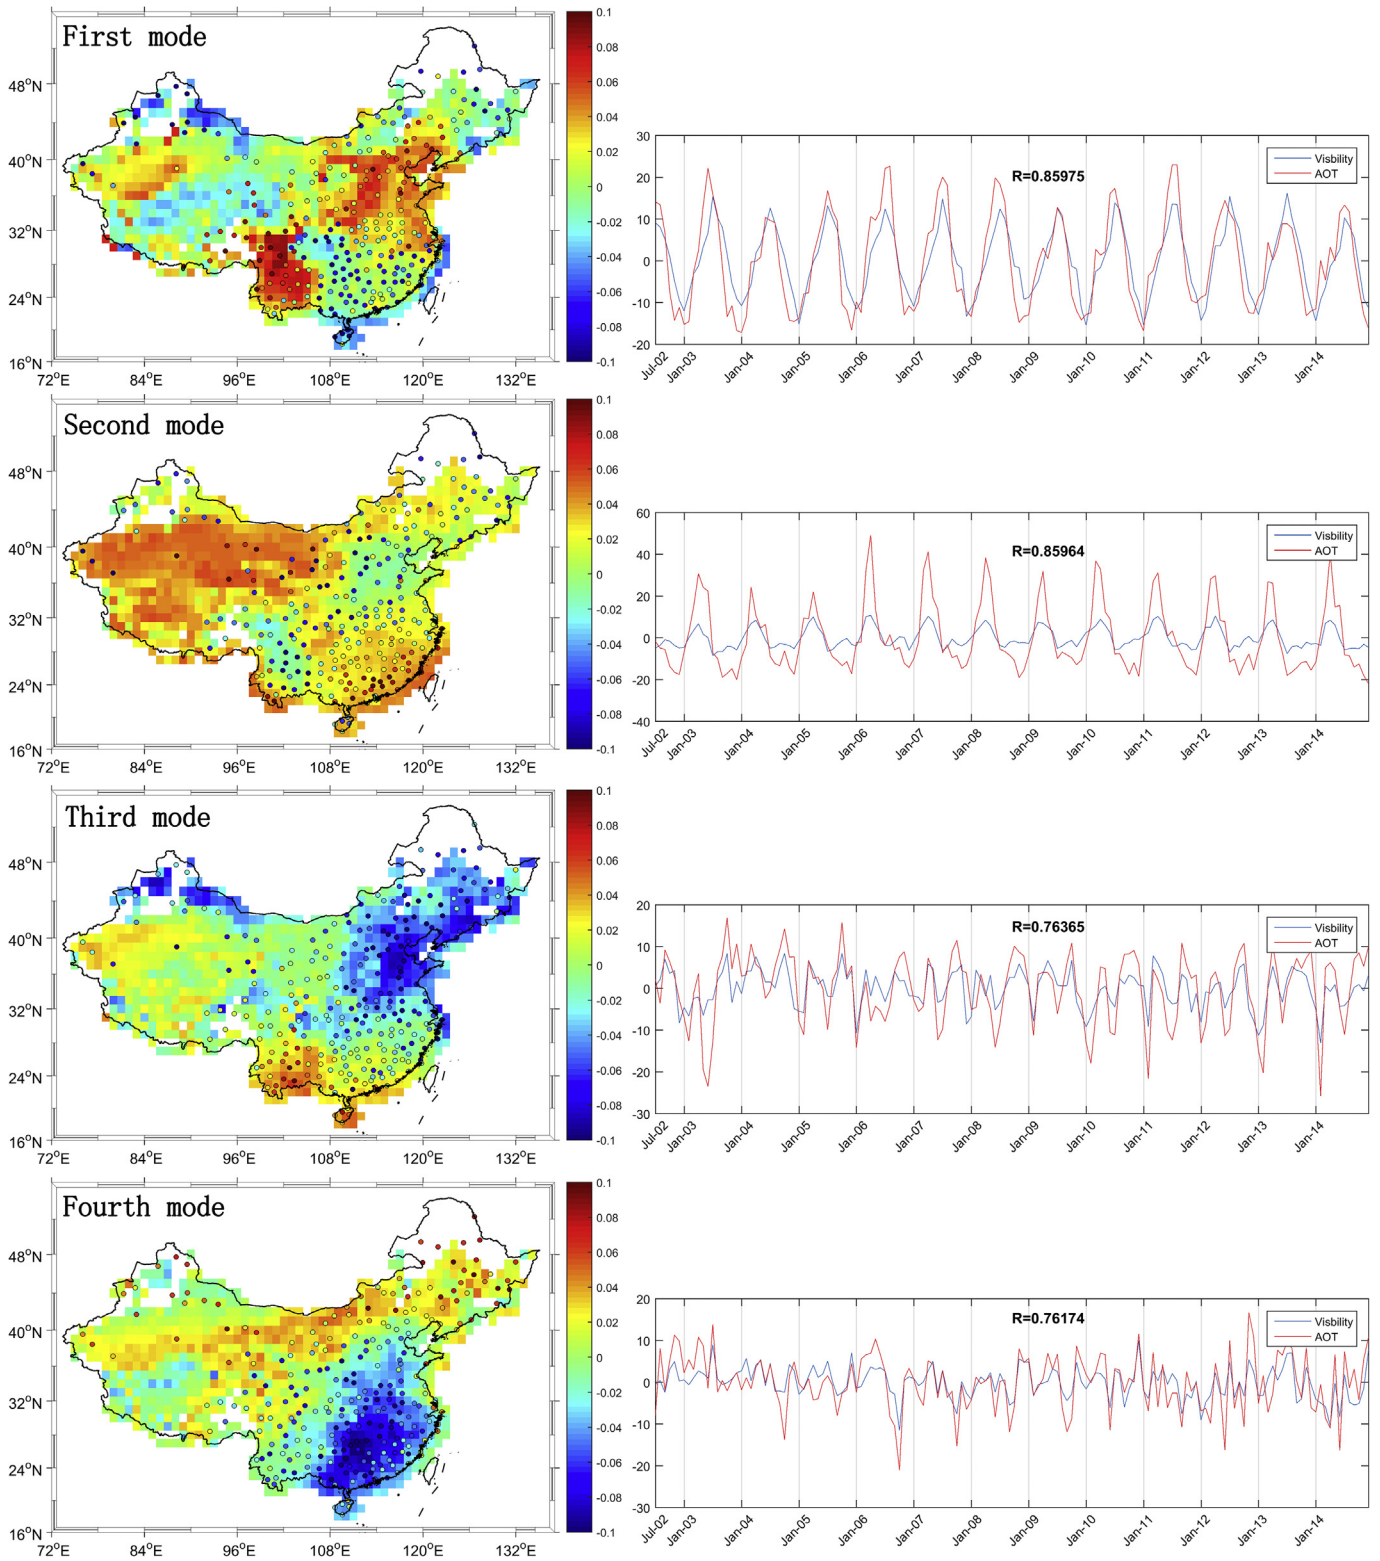 First mode
48°N
40°N
32°N
24°N
16°N
72°E 84°E 96°E 108°E 120°E 132°E
0.1
0.08
0.06
0.04
0.02
0
-0.02
-0.04
-0.06
-0.08
-0.1
30
20
10
0
-10
-20
R=0.85975
Visbility
AOT
Jul-02 Jan-03 Jan-04 Jan-05 Jan-06 Jan-07 Jan-08 Jan-09 Jan-10 Jan-11 Jan-12 Jan-13 Jan-14
Second mode
48°N
40°N
32°N
24°N
16°N
72°E 84°E 96°E 108°E 120°E 132°E
0.1
0.08
0.06
0.04
0.02
0
-0.02
-0.04
-0.06
-0.08
-0.1
60
40
20
0
-20
-40
R=0.85964
Visbility
AOT
Jul-02 Jan-03 Jan-04 Jan-05 Jan-06 Jan-07 Jan-08 Jan-09 Jan-10 Jan-11 Jan-12 Jan-13 Jan-14
Third mode
48°N
40°N
32°N
24°N
16°N
72°E 84°E 96°E 108°E 120°E 132°E
0.1
0.08
0.06
0.04
0.02
0
-0.02
-0.04
-0.06
-0.08
-0.1
20
10
0
-10
-20
-30
R=0.76365
Visbility
AOT
Jul-02 Jan-03 Jan-04 Jan-05 Jan-06 Jan-07 Jan-08 Jan-09 Jan-10 Jan-11 Jan-12 Jan-13 Jan-14
Fourth mode
48°N
40°N
32°N
24°N
16°N
72°E 84°E 96°E 108°E 120°E 132°E
0.1
0.08
0.06
0.04
0.02
0
-0.02
-0.04
-0.06
-0.08
-0.1
20
10
0
-10
-20
-30
R=0.76174
Visbility
AOT
Jul-02 Jan-03 Jan-04 Jan-05 Jan-06 Jan-07 Jan-08 Jan-09 Jan-10 Jan-11 Jan-12 Jan-13 Jan-14